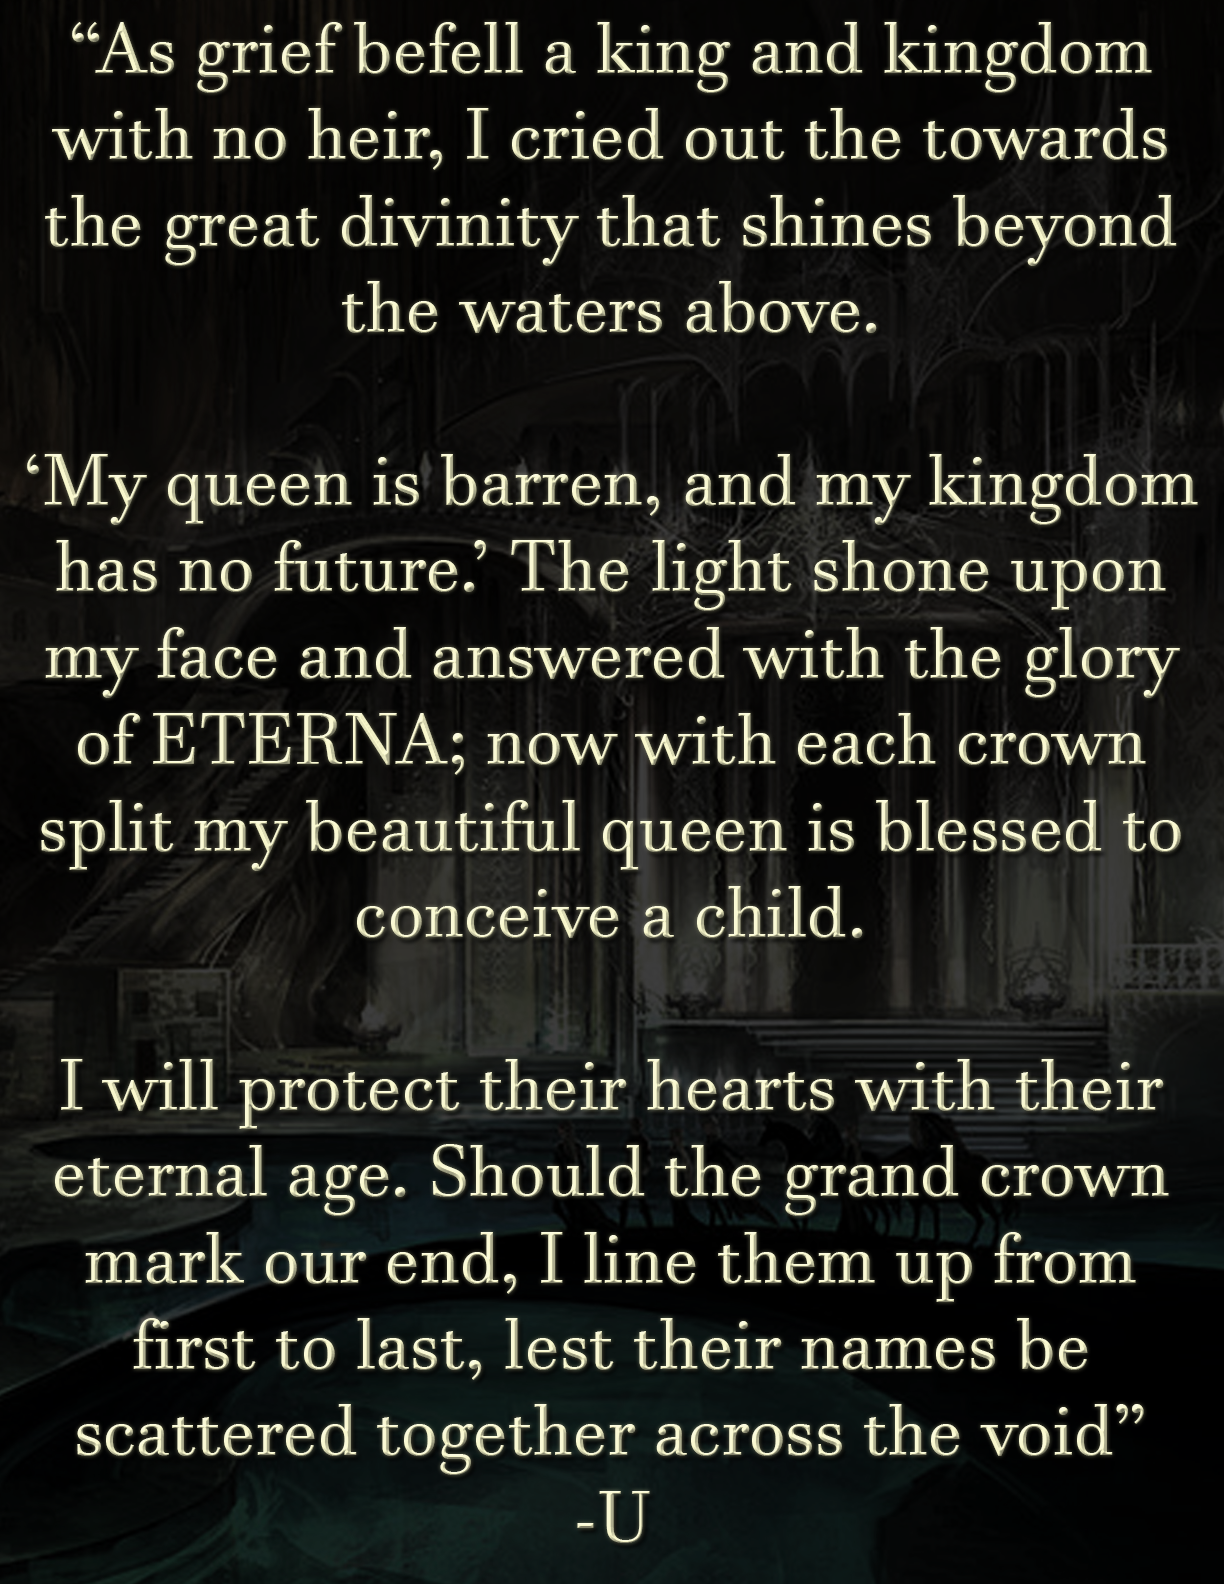 “As grief befell a king and kingdom
with no heir, I cried out the towards
the great divinity that shines beyond
the waters above.
‘My queen is barren, and my kingdom
has no future.’ The light shone upon
my face and answered with the glory
of ETERNA; now with each crown
split my beautiful queen is blessed to
conceive a child.
I will protect their hearts with their
eternal age. Should the grand crown
mark our end, I line them up from
first to last, lest their names be
scattered together across the void”
-U